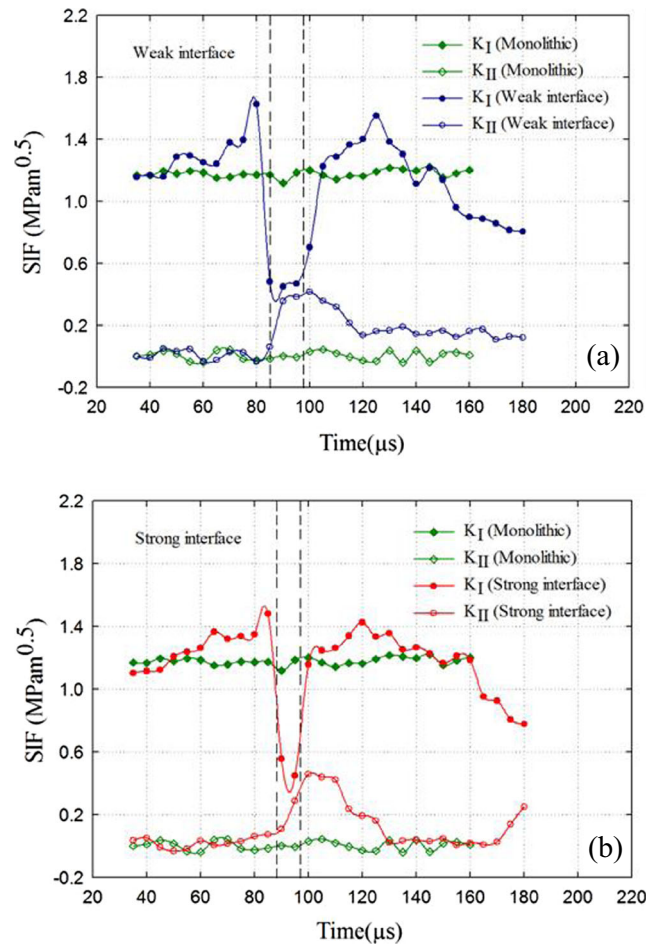 2.2
1.8
1.4
1.0
0.6
0.2
-0.2
SIF (MPam0.5)
Weak interface
KI (Monolithic)
KII (Monolithic)
KI (Weak interface)
KII (Weak interface)
(a)
20 40 60 80 100 120 140 160 180 200 220
Time(μs)
2.2
1.8
1.4
1.0
0.6
0.2
-0.2
SIF (MPam0.5)
Strong interface
KI (Monolithic)
KII (Monolithic)
KI (Strong interface)
KII (Strong interface)
(b)
20 40 60 80 100 120 140 160 180 200 220
Time(μs)